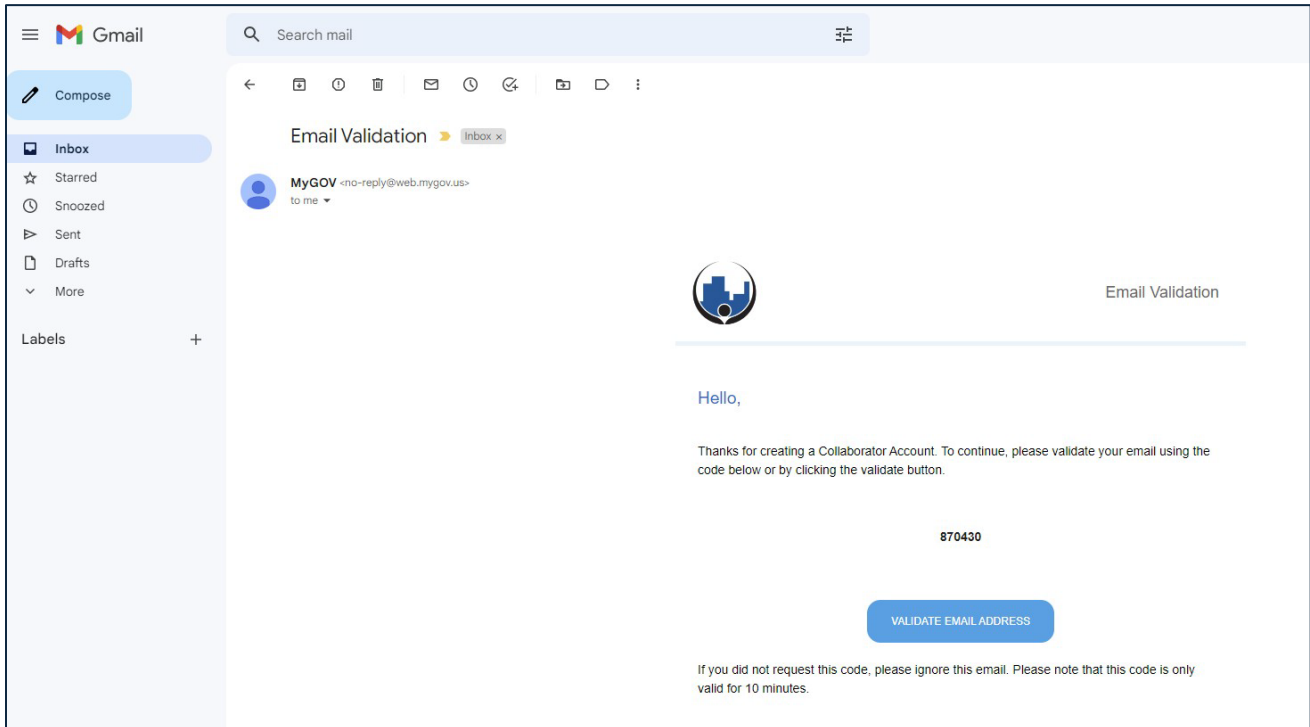 Gmail
Search mail
Compose
Inbox
Starred
Snoozed
Sent
Drafts
More
Labels
Email Validation Inbox x
MyGOV <no-reply@web.mygov.us>
to me
Email Validation
Hello,
Thanks for creating a Collaborator Account. To continue, please validate your email using the
code below or by clicking the validate button.
870430
VALIDATE EMAIL ADDRESS
If you did not request this code, please ignore this email. Please note that this code is only
valid for 10 minutes.